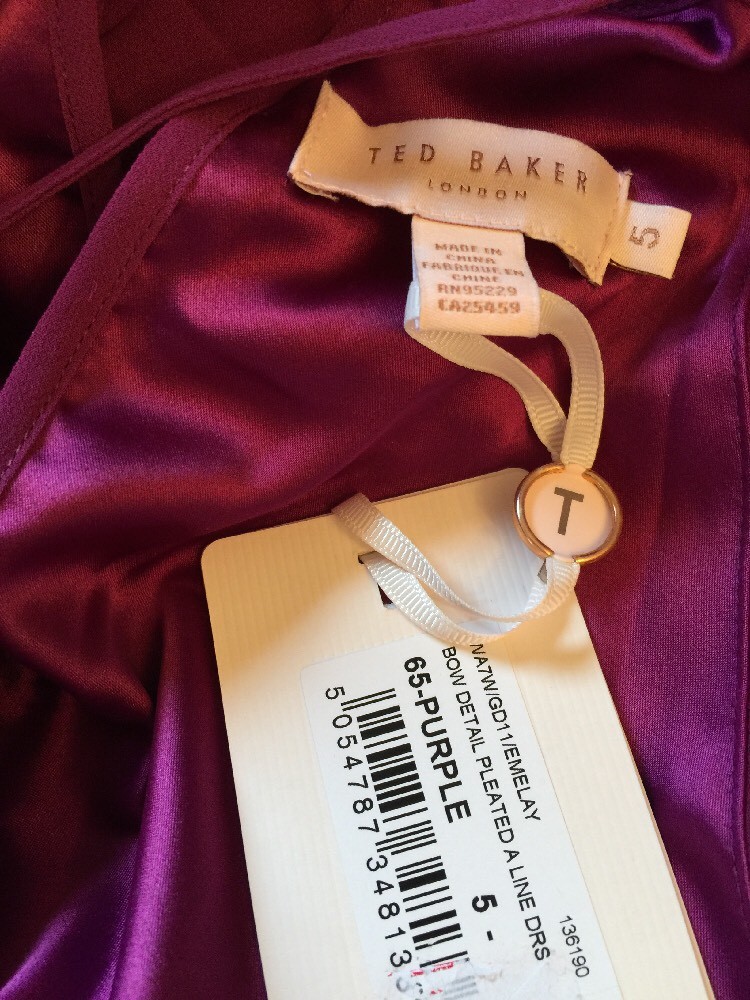 TED BAKER
LONDON
5
MADE IN
CHINA
FABRIQUE EN
CHINE
RN95229
CA25459
T
NA7W/GD11/EMELAY
BOW DETAIL PLEATED A LINE DRS
136190
65-PURPLE 5 -
5 054787 34813